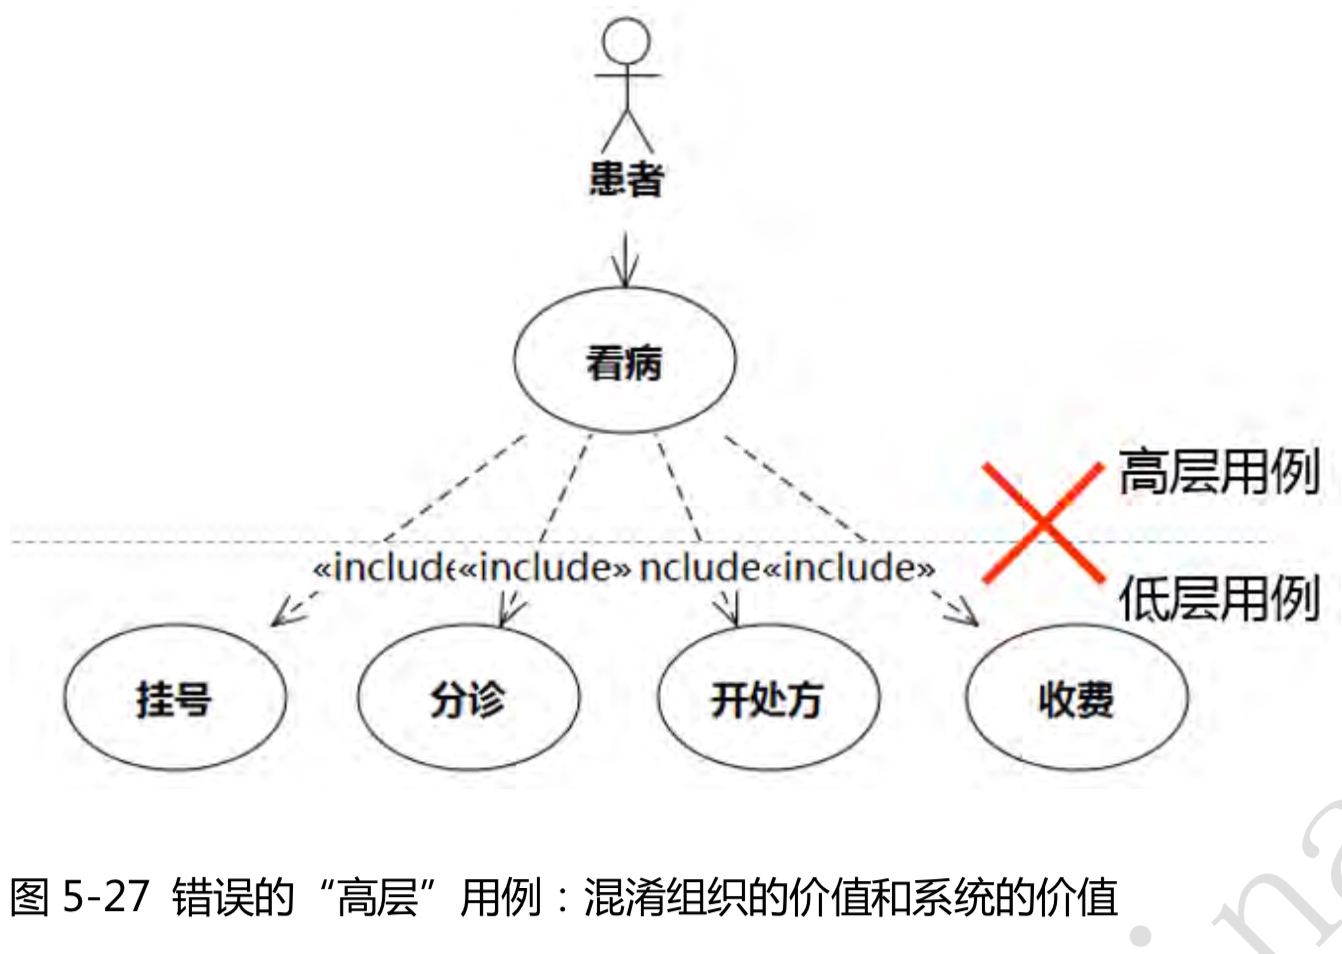 患者
看病
高层用例
«include» «include» nclude «include»
低层用例
挂号 分诊 开处方 收费
图 5-27 错误的“高层”用例：混淆组织的价值和系统的价值
na